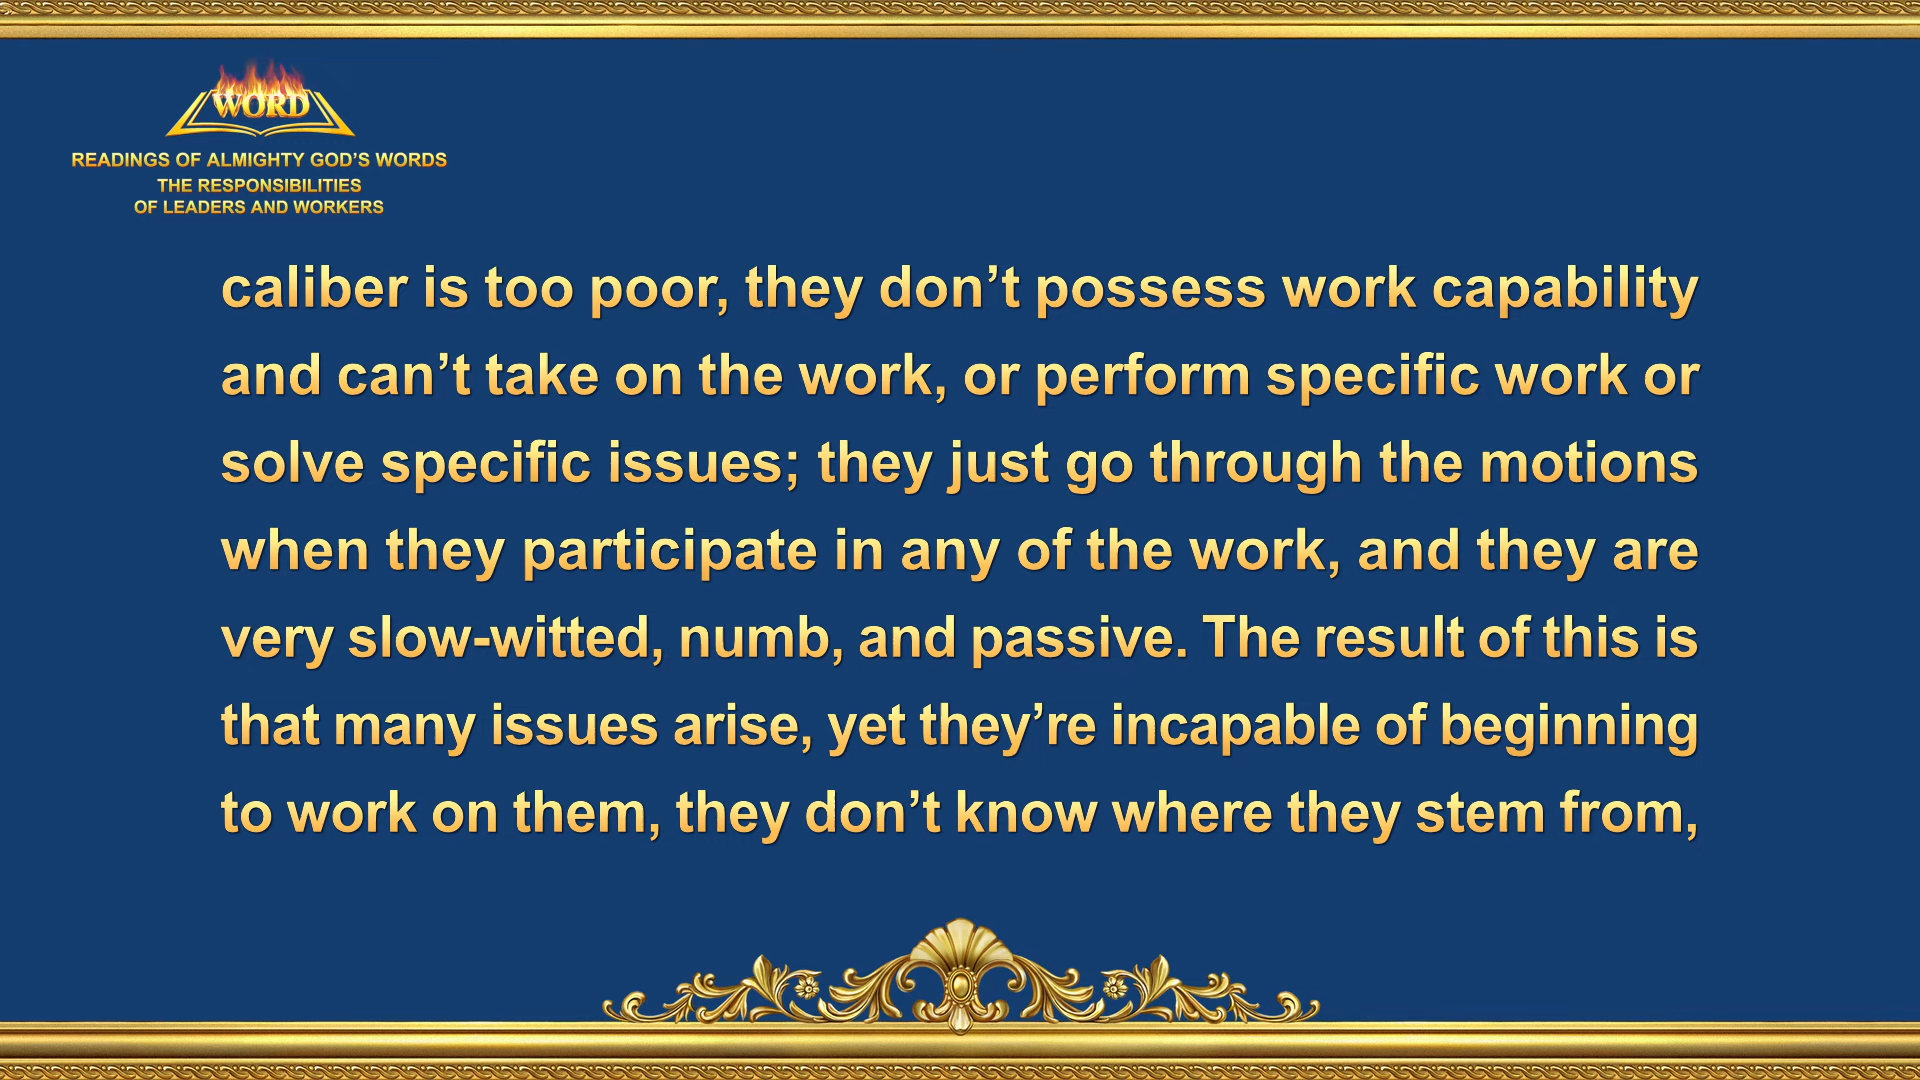 WORD
READINGS OF ALMIGHTY GOD’S WORDS
THE RESPONSIBILITIES
OF LEADERS AND WORKERS
caliber is too poor, they don’t possess work capability
and can’t take on the work, or perform specific work or
solve specific issues; they just go through the motions
when they participate in any of the work, and they are
very slow-witted, numb, and passive. The result of this is
that many issues arise, yet they’re incapable of beginning
to work on them, they don’t know where they stem from,